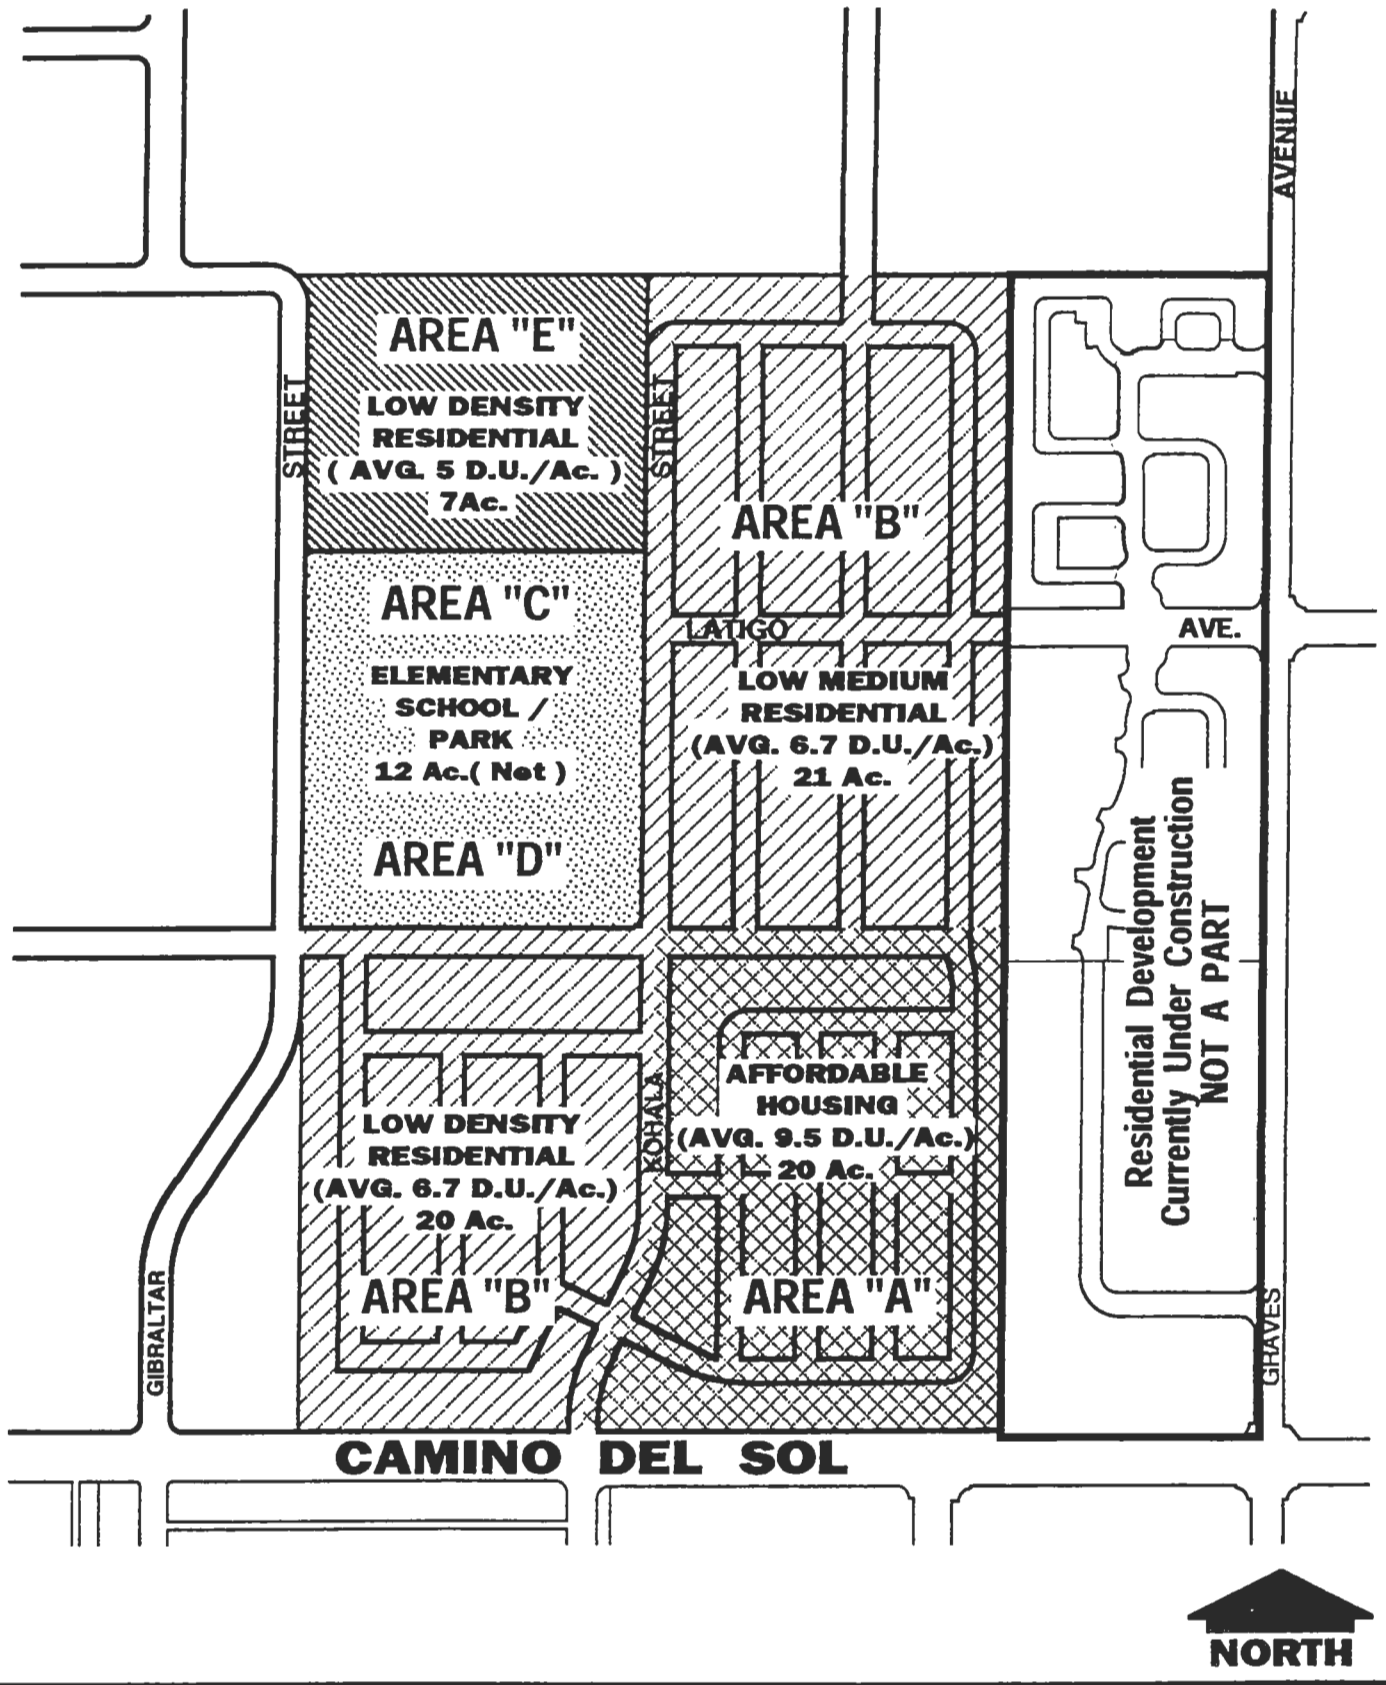 AVENUE
AREA "E"
LOW DENSITY
RESIDENTIAL
( AVG. 5 D.U./Ac. )
7Ac.
STREET
STREET
AREA "B"
AREA "C"
ELEMENTARY
SCHOOL /
PARK
12 Ac.( Net )
AREA "D"
LATIGO
AVE.
LOW MEDIUM
RESIDENTIAL
(AVG. 6.7 D.U./Ac.)
21 Ac.
Residential Development
Currently Under Construction
NOT A PART
KOHALA
AFFORDABLE
HOUSING
(AVG. 9.5 D.U./Ac.)
20 Ac.
AREA "A"
LOW DENSITY
RESIDENTIAL
(AVG. 6.7 D.U./Ac.)
20 Ac.
AREA "B"
GIBRALTAR
GRAVES
CAMINO DEL SOL
NORTH